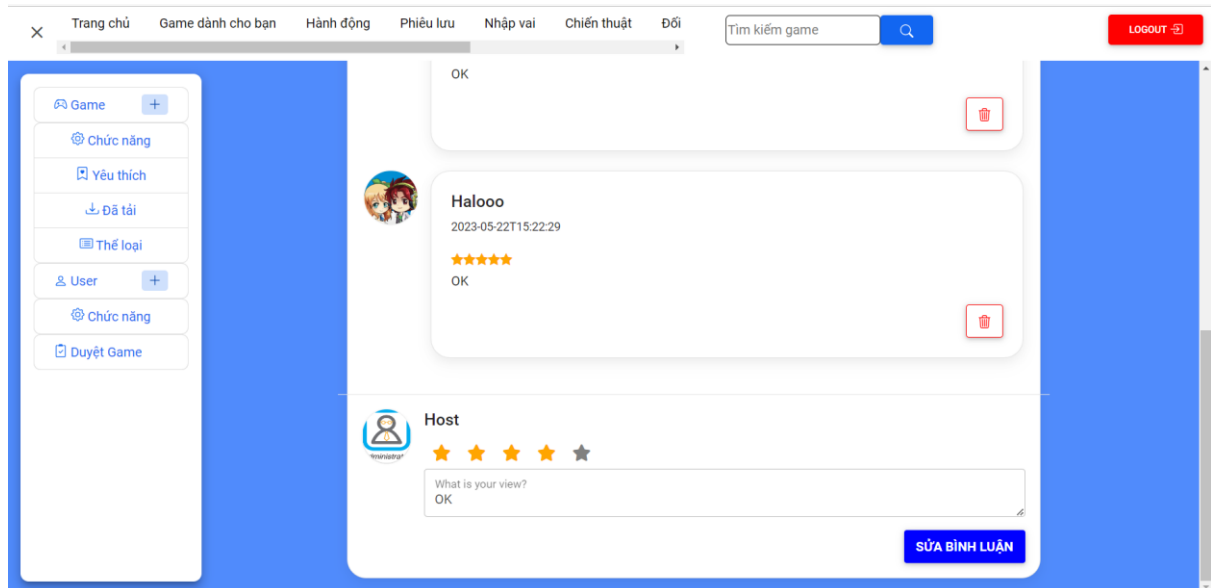 Trang chủ Game dành cho bạn Hành động Phiêu lưu Nhập vai Chiến thuật Đối
Tìm kiếm game
LOGOUT
Game +
Chức năng
Yêu thích
Đã tải
Thể loại
User +
Chức năng
Duyệt Game
OK
Halooo
2023-05-22T15:22:29
OK
Host
What is your view?
OK
SỬA BÌNH LUẬN